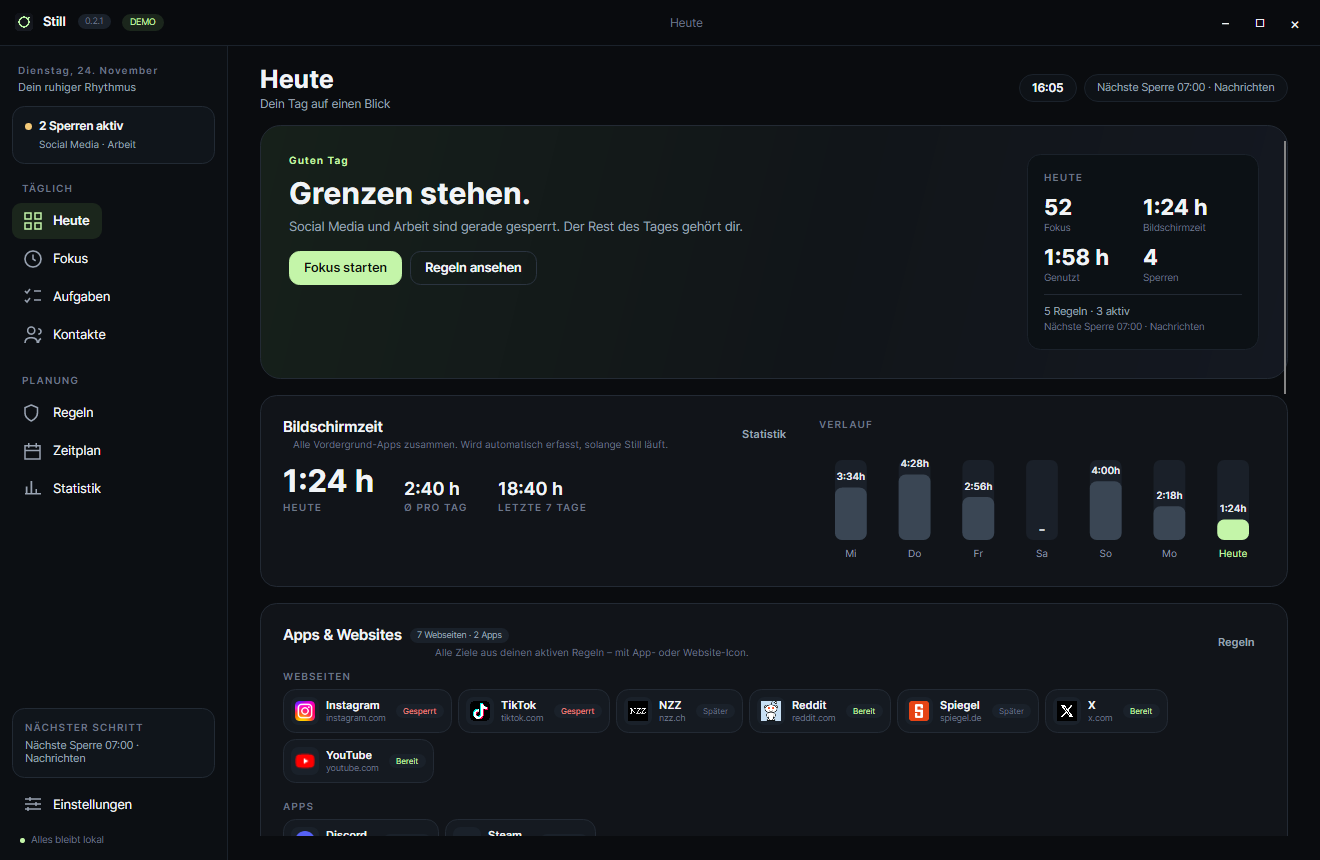 Still 0.2.1 DEMO
Heute
Dienstag, 24. November
Dein ruhiger Rhythmus
2 Sperren aktiv
Social Media · Arbeit
TÄGLICH
Heute
Fokus
Aufgaben
Kontakte
PLANUNG
Regeln
Zeitplan
Statistik
NÄCHSTER SCHRITT
Nächste Sperre 07:00 ·
Nachrichten
Einstellungen
Alles bleibt lokal
Heute
Dein Tag auf einen Blick
16:05
Nächste Sperre 07:00 · Nachrichten
Guten Tag
Grenzen stehen.
Social Media und Arbeit sind gerade gesperrt. Der Rest des Tages gehört dir.
Fokus starten
Regeln ansehen
HEUTE
52 1:24 h
Fokus Bildschirmzeit
1:58 h 4
Genutzt Sperren
5 Regeln · 3 aktiv
Nächste Sperre 07:00 · Nachrichten
Bildschirmzeit
Alle Vordergrund-Apps zusammen. Wird automatisch erfasst, solange Still läuft.
Statistik
1:24 h 2:40 h 18:40 h
HEUTE Ø PRO TAG LETZTE 7 TAGE
VERLAUF
3:34h 4:28h 2:56h – 4:00h 2:18h 1:24h
Mi Do Fr Sa So Mo Heute
Apps & Websites 7 Webseiten · 2 Apps
Alle Ziele aus deinen aktiven Regeln – mit App- oder Website-Icon.
Regeln
WEBSEITEN
Instagram
instagram.com
Gesperrt
TikTok
tiktok.com
Gesperrt
NZZ
NZZ
nzz.ch
Später
Reddit
reddit.com
Bereit
Spiegel
spiegel.de
Später
X
x.com
Bereit
YouTube
youtube.com
Bereit
APPS
Discord
Steam